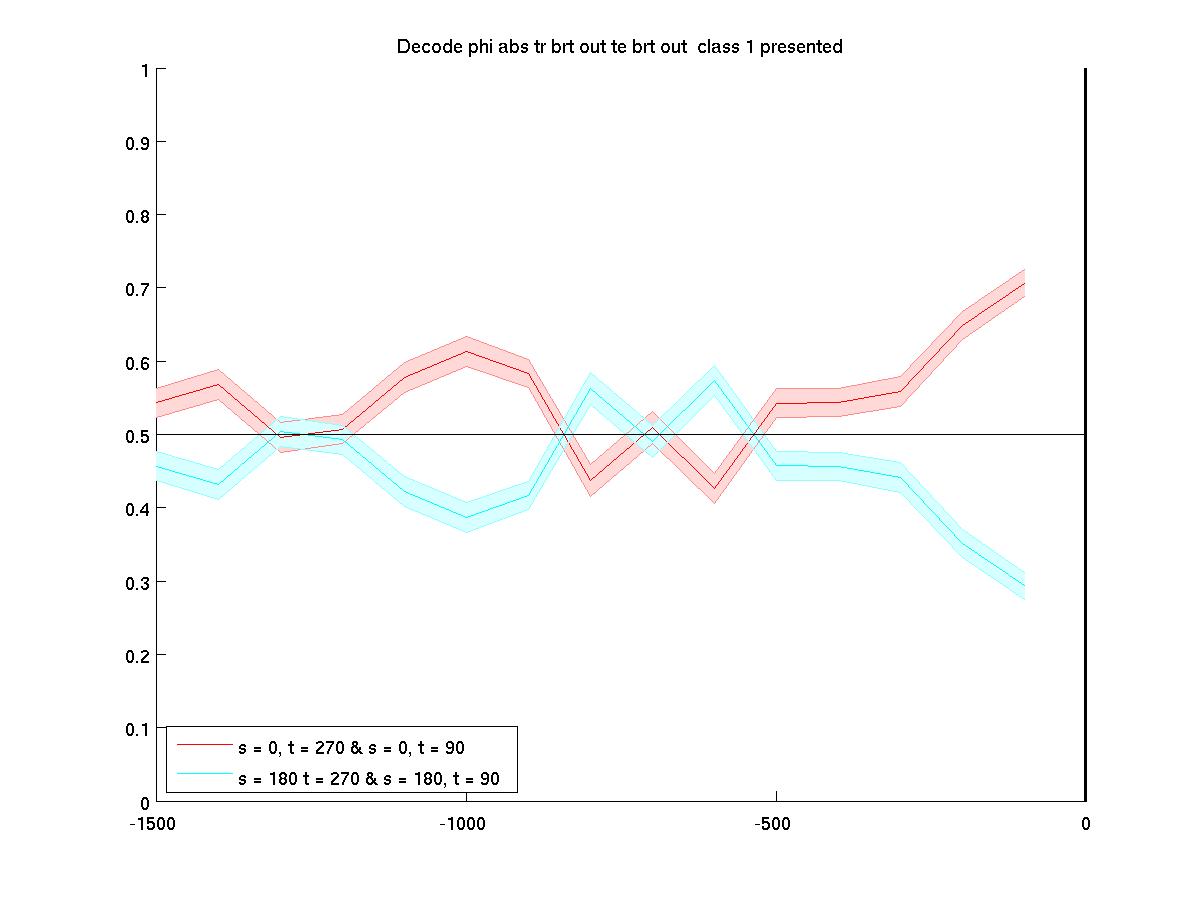 Decode phi abs tr brt out te brt out  class 1 presented
1
0.9
0.8
0.7
0.6
0.5
0.4
0.3
0.2
0.1
0
s = 0, t = 270 & s = 0, t = 90
s = 180 t = 270 & s = 180, t = 90
-1500 -1000 -500 0